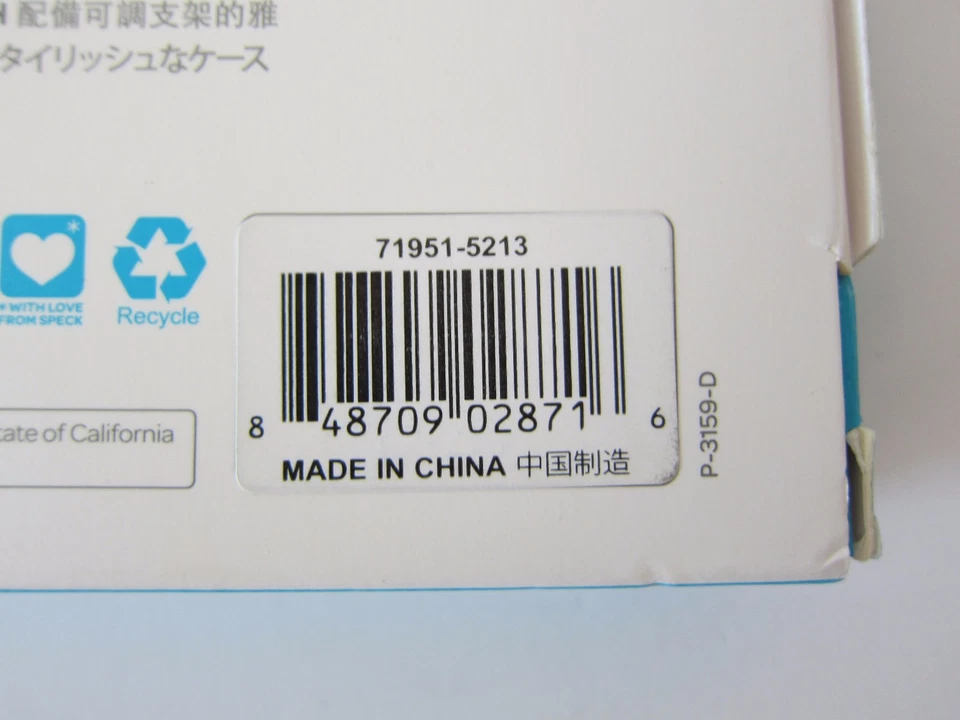 配備可調支架的雅
タイリッシュなケース
*WITH LOVE
FROM SPECK
Recycle
tate of California
71951-5213
8 48709 02871 6
MADE IN CHINA 中国制造
P-3159-D